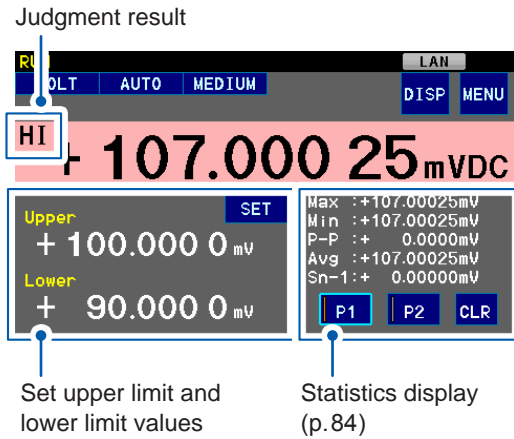 Judgment result
LAN
AUTO MEDIUM
DISP MENU
HI
+ 107.000 25 mVDC
Upper SET
+ 100.000 0 mV
Lower
+ 90.000 0 mV
Max :+107.00025mV
Min :+107.00025mV
P-P :+ 0.0000mV
Avg :+107.00025mV
Sn-1:+ 0.00000mV
P1 P2 CLR
Set upper limit and
lower limit values
Statistics display
(p.84)